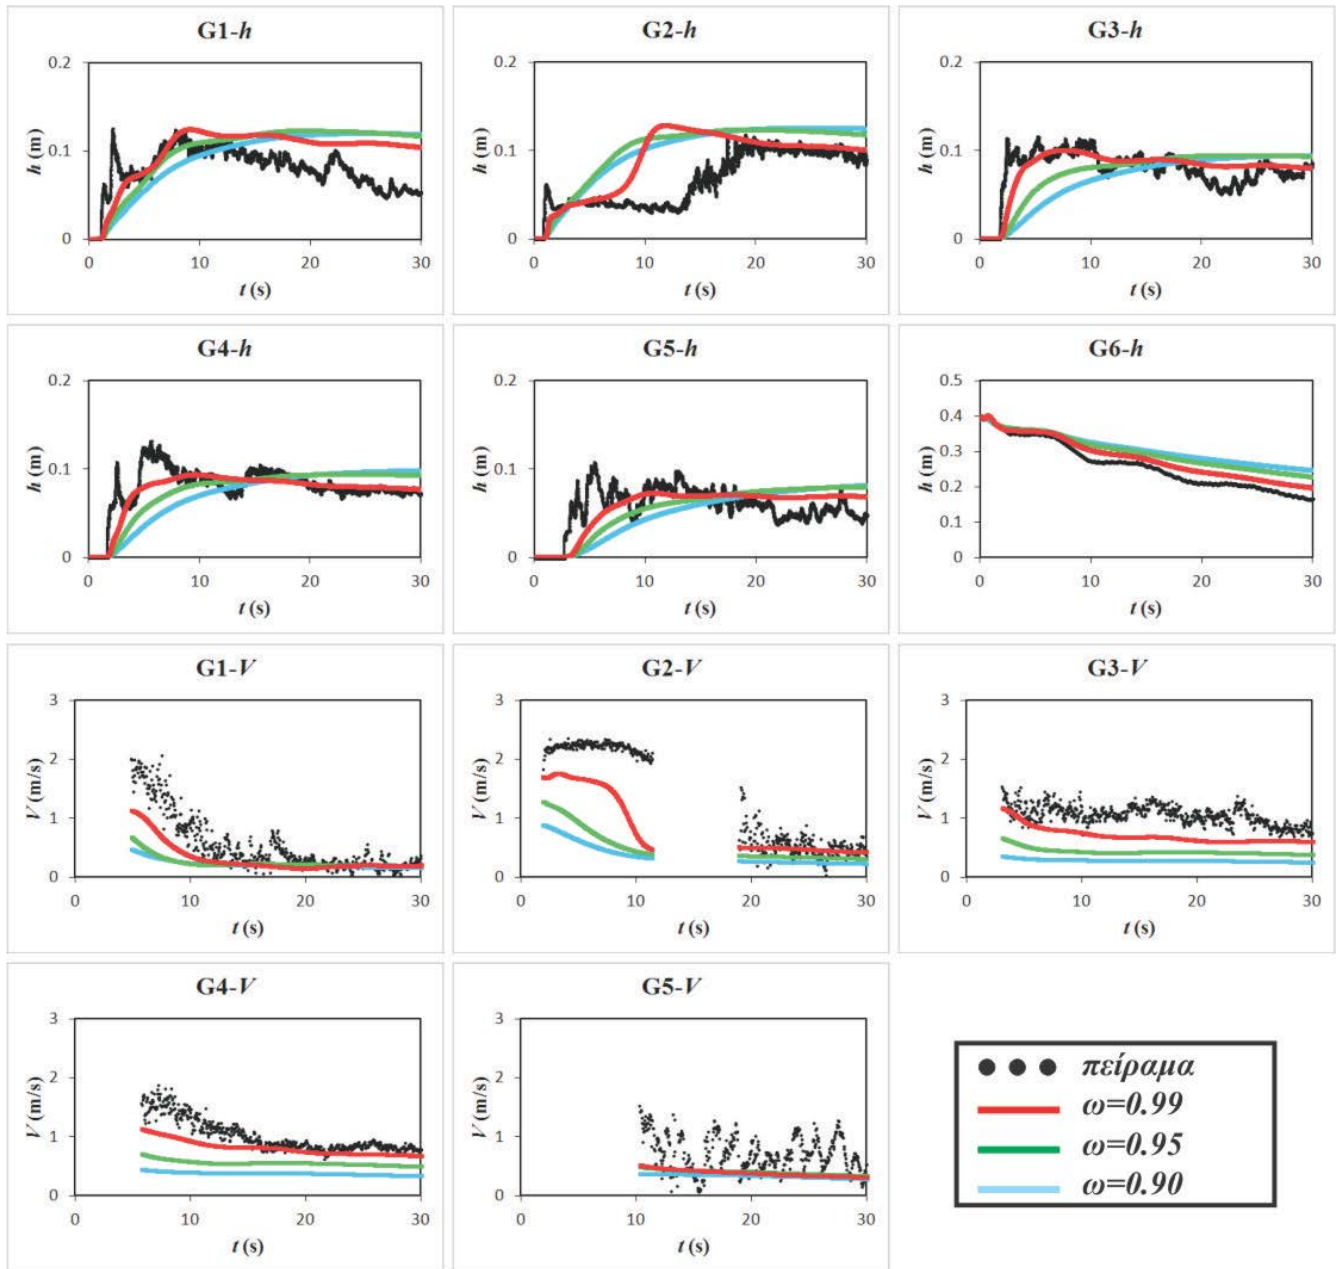 G1-h
G2-h
G3-h
0.2
0.1
0
h (m)
0 10 20 30
t (s)
0.2
0.1
0
h (m)
0 10 20 30
t (s)
0.2
0.1
0
h (m)
0 10 20 30
t (s)
G4-h
G5-h
G6-h
0.2
0.1
0
h (m)
0 10 20 30
t (s)
0.2
0.1
0
h (m)
0 10 20 30
t (s)
0.5
0.4
0.3
0.2
0.1
0
h (m)
0 10 20 30
t (s)
G1-V
G2-V
G3-V
3
2
1
0
V (m/s)
0 10 20 30
t (s)
3
2
1
0
V (m/s)
0 10 20 30
t (s)
3
2
1
0
V (m/s)
0 10 20 30
t (s)
G4-V
G5-V
3
2
1
0
V (m/s)
0 10 20 30
t (s)
3
2
1
0
V (m/s)
0 10 20 30
t (s)
πείραμα
ω=0.99
ω=0.95
ω=0.90